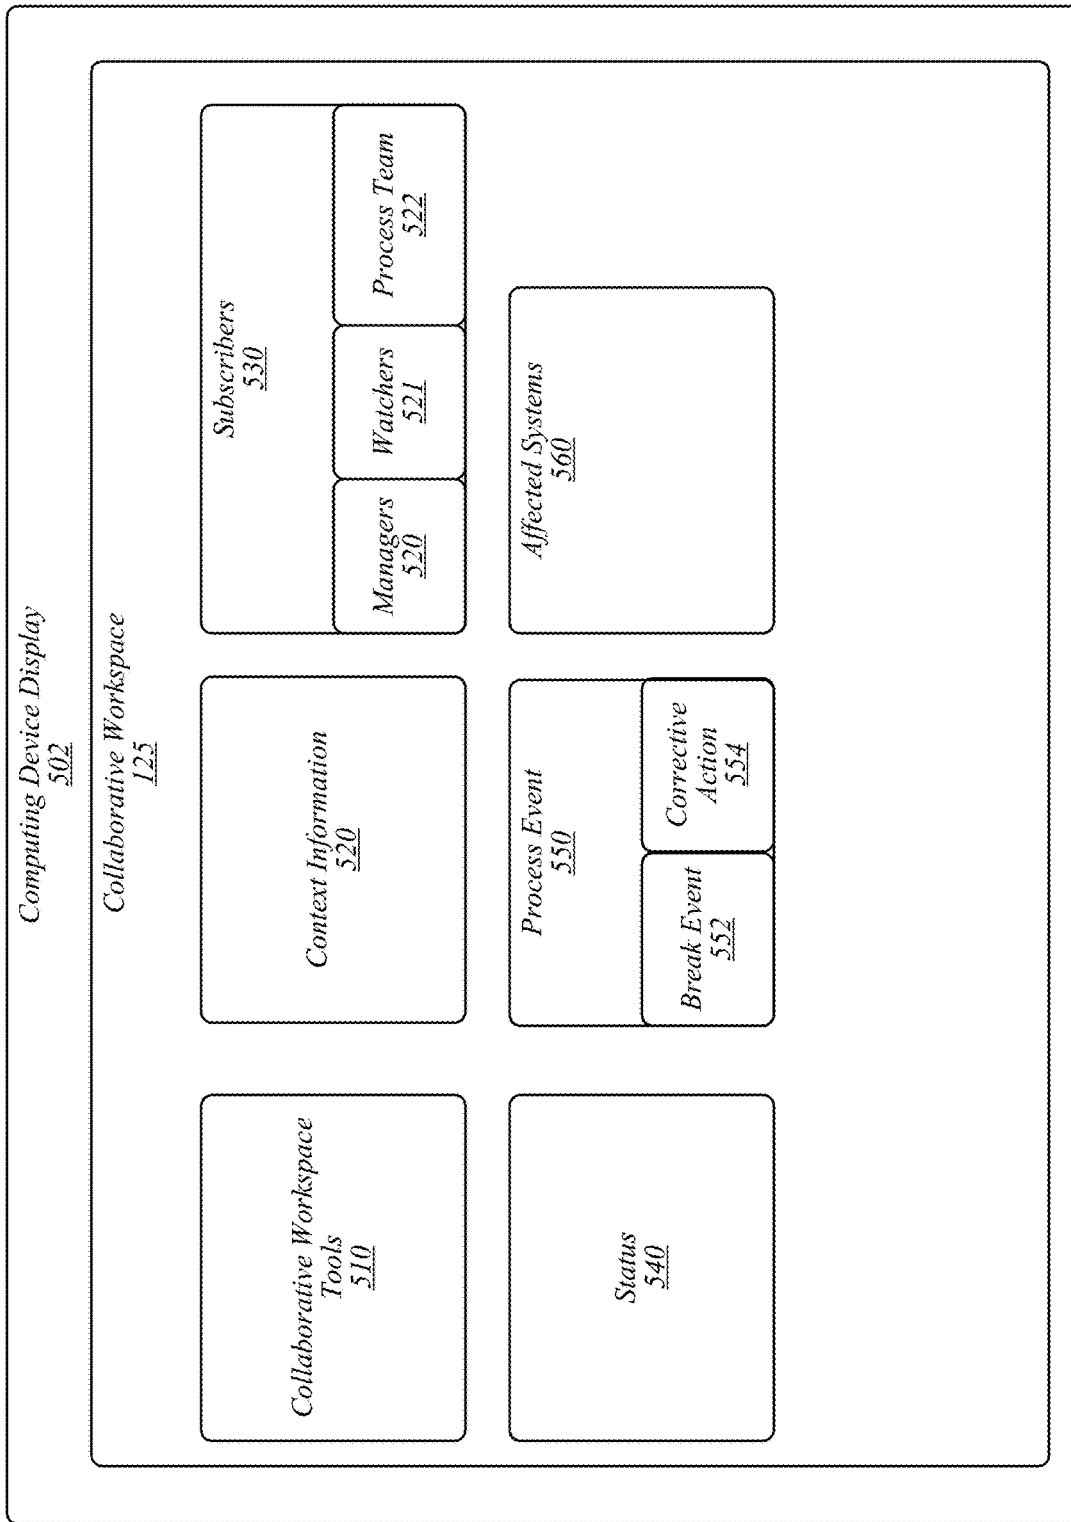 Computing Device Display
502
Collaborative Workspace
125
Collaborative Workspace
Tools
510
Context Information
520
Subscribers
530
Managers
520
Watchers
521
Process Team
522
Status
540
Process Event
550
Break Event
552
Corrective
Action
554
Affected Systems
560